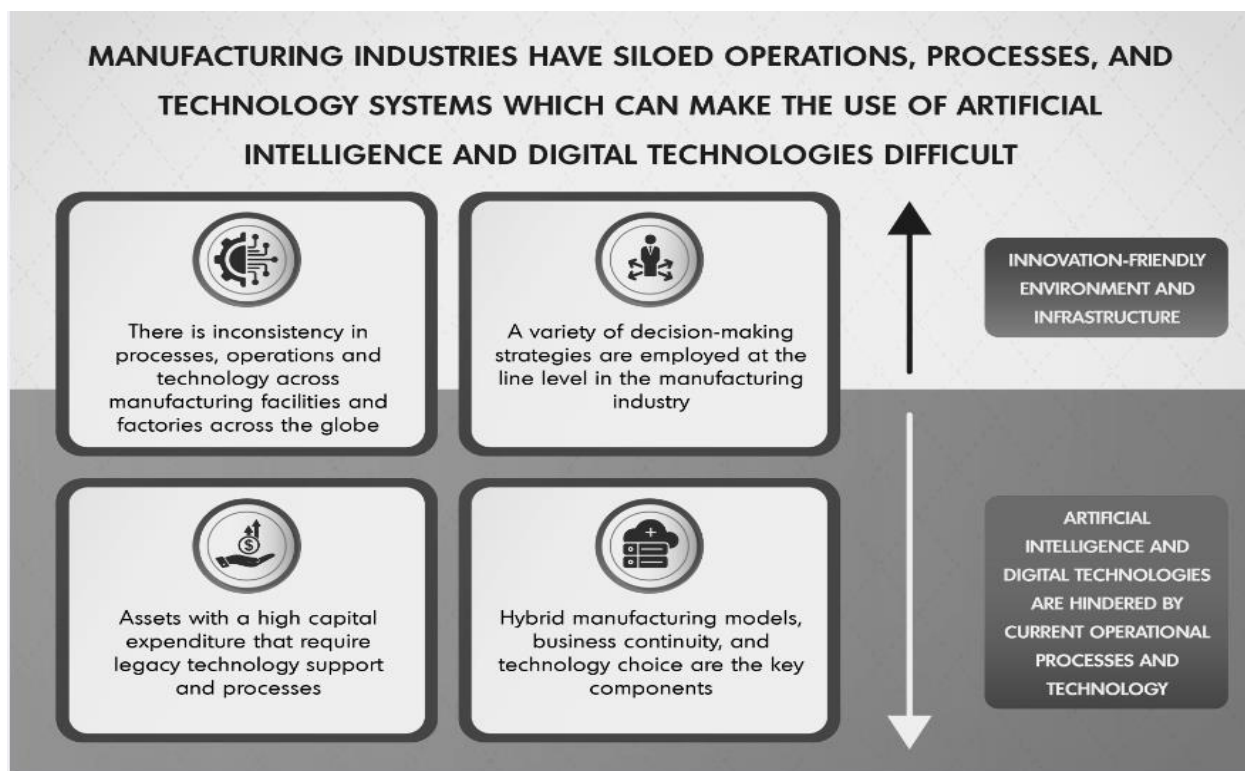 MANUFACTURING INDUSTRIES HAVE SILOED OPERATIONS, PROCESSES, AND
TECHNOLOGY SYSTEMS WHICH CAN MAKE THE USE OF ARTIFICIAL
INTELLIGENCE AND DIGITAL TECHNOLOGIES DIFFICULT
There is inconsistency in
processes, operations and
technology across
manufacturing facilities and
factories across the globe
A variety of decision-making
strategies are employed at the
line level in the manufacturing
industry
INNOVATION-FRIENDLY
ENVIRONMENT AND
INFRASTRUCTURE
$
Assets with a high capital
expenditure that require
legacy technology support
and processes
Hybrid manufacturing models,
business continuity, and
technology choice are the key
components
ARTIFICIAL
INTELLIGENCE AND
DIGITAL TECHNOLOGIES
ARE HINDERED BY
CURRENT OPERATIONAL
PROCESSES AND
TECHNOLOGY